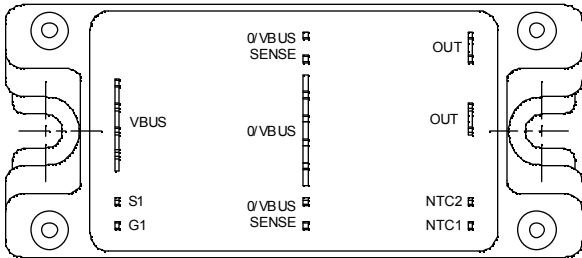 0/VBUS
SENSE
OUT
VBUS
0/VBUS
OUT
S1
G1
0/VBUS
SENSE
NTC2
NTC1